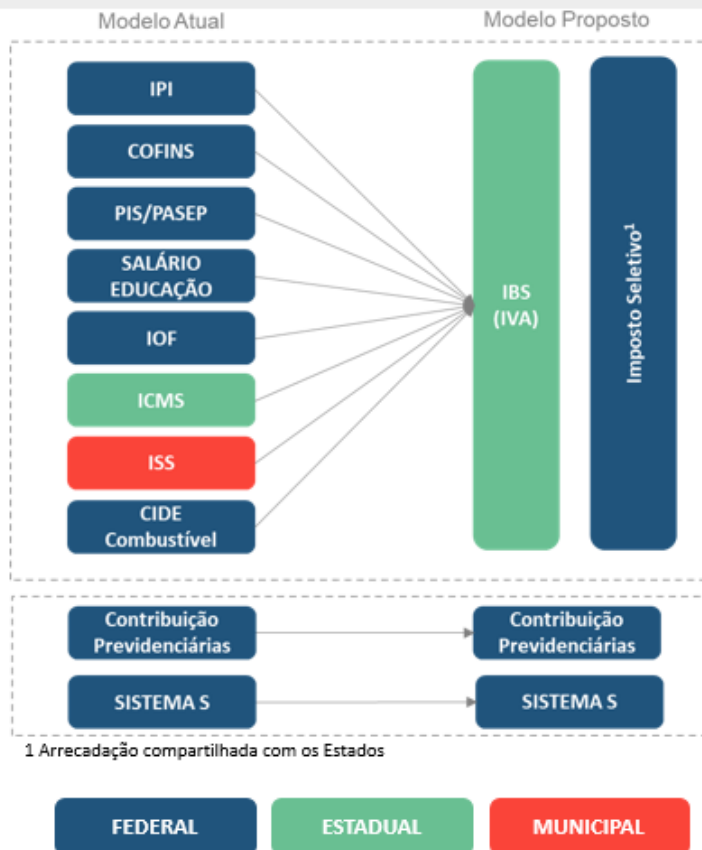 Modelo Atual
Modelo Proposto
IPI
COFINS
PIS/PASEP
SALÁRIO
EDUCAÇÃO
IOF
ICMS
ISS
CIDE
Combustível
IBS
(IVA)
Imposto Seletivo¹
Contribuição
Previdenciárias
Contribuição
Previdenciárias
SISTEMA S
SISTEMA S
1 Arrecadação compartilhada com os Estados
FEDERAL
ESTADUAL
MUNICIPAL